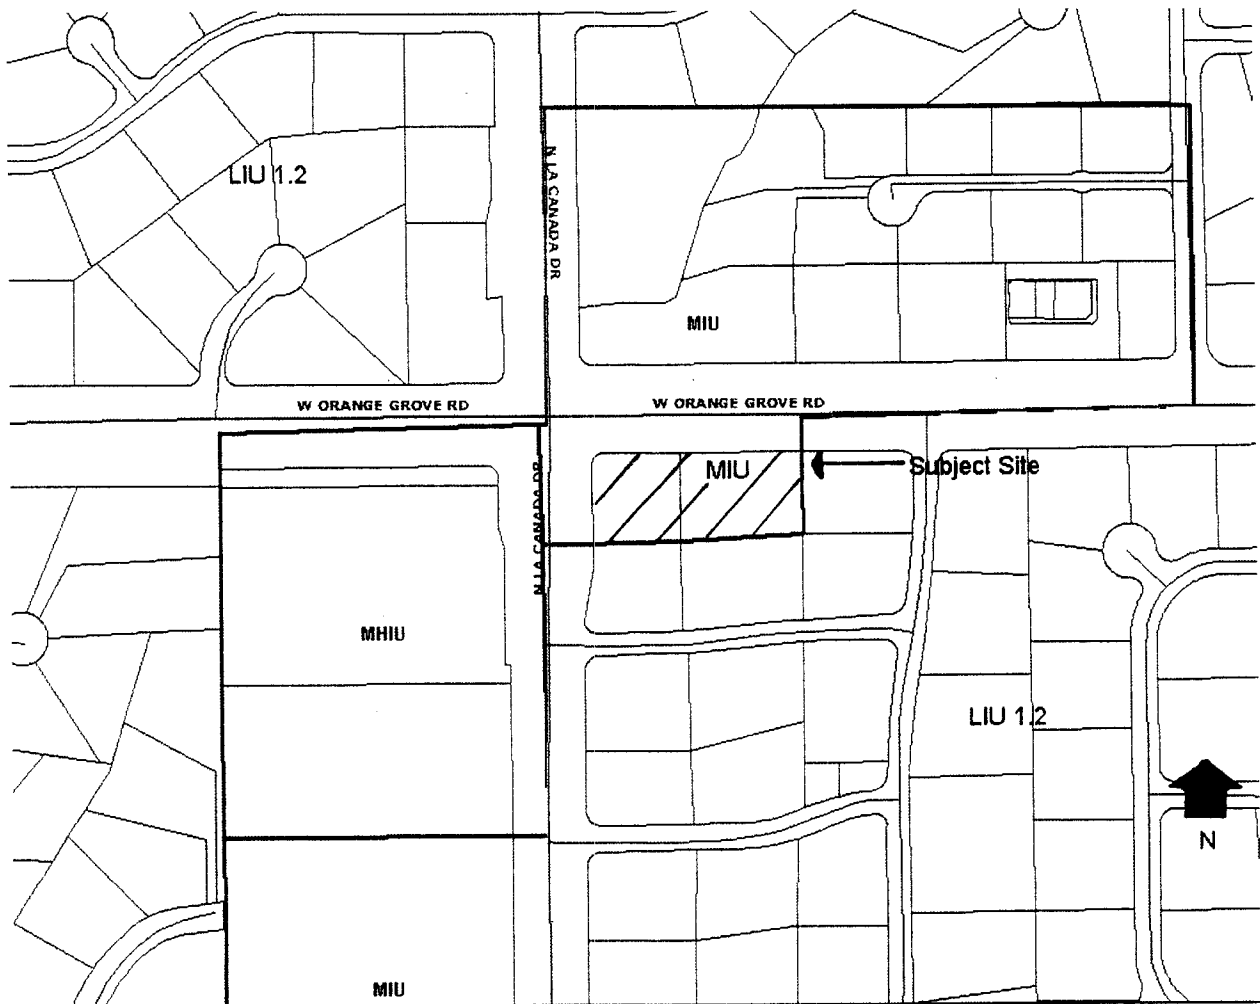 LIU 1.2
N LA CANADA DR
MIU
W ORANGE GROVE RD
W ORANGE GROVE RD
MIU
Subject Site
N LA CANADA DR
MHIU
LIU 1.2
N
MIU